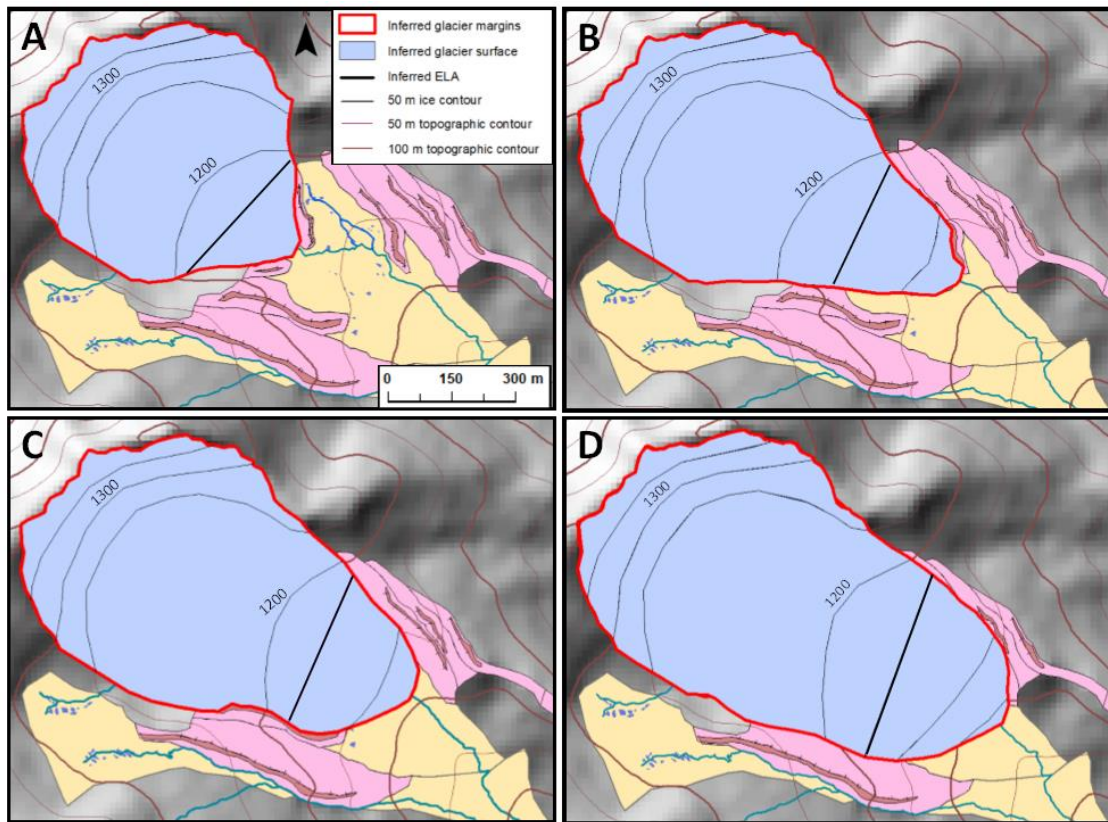 A
Inferred glacier margins
Inferred glacier surface
Inferred ELA
50 m ice contour
50 m topographic contour
100 m topographic contour
1300
1200
0 150 300 m
B
1300
1200
C
1300
1200
D
1300
1200